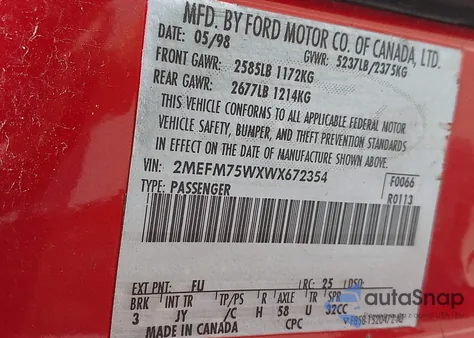 MFD. BY FORD MOTOR CO. OF CANADA, LTD.
DATE: 05/98 GVWR: 5237LB/2375KG
FRONT GAWR: 2585LB 1172KG
REAR GAWR: 2677LB 1214KG
THIS VEHICLE CONFORMS TO ALL APPLICABLE FEDERAL MOTOR
VEHICLE SAFETY, BUMPER, AND THEFT PREVENTION STANDARDS
IN EFFECT ON THE DATE OF MANUFACTURE SHOWN ABOVE.
VIN: 2MEFM75WXWX672354 F0066
TYPE: PASSENGER R0113
EXT PNT: FU RC: 25 DSO:
BRK INT TR TP/PS R AXLE TR SPR
3 JY /C H 58 U 32CC
MADE IN CANADA CPC
autoSnap